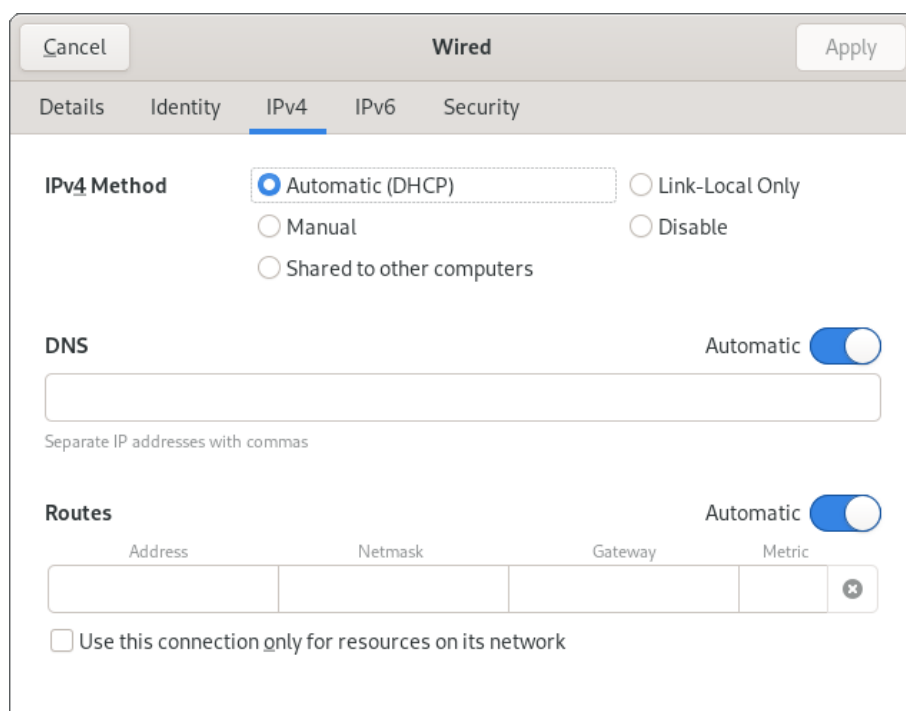 Cancel Wired Apply
Details Identity IPv4 IPv6 Security
IPv4 Method Automatic (DHCP) Link-Local Only
Manual Disable
Shared to other computers
DNS Automatic
Separate IP addresses with commas
Routes Automatic
Address Netmask Gateway Metric
Use this connection only for resources on its network